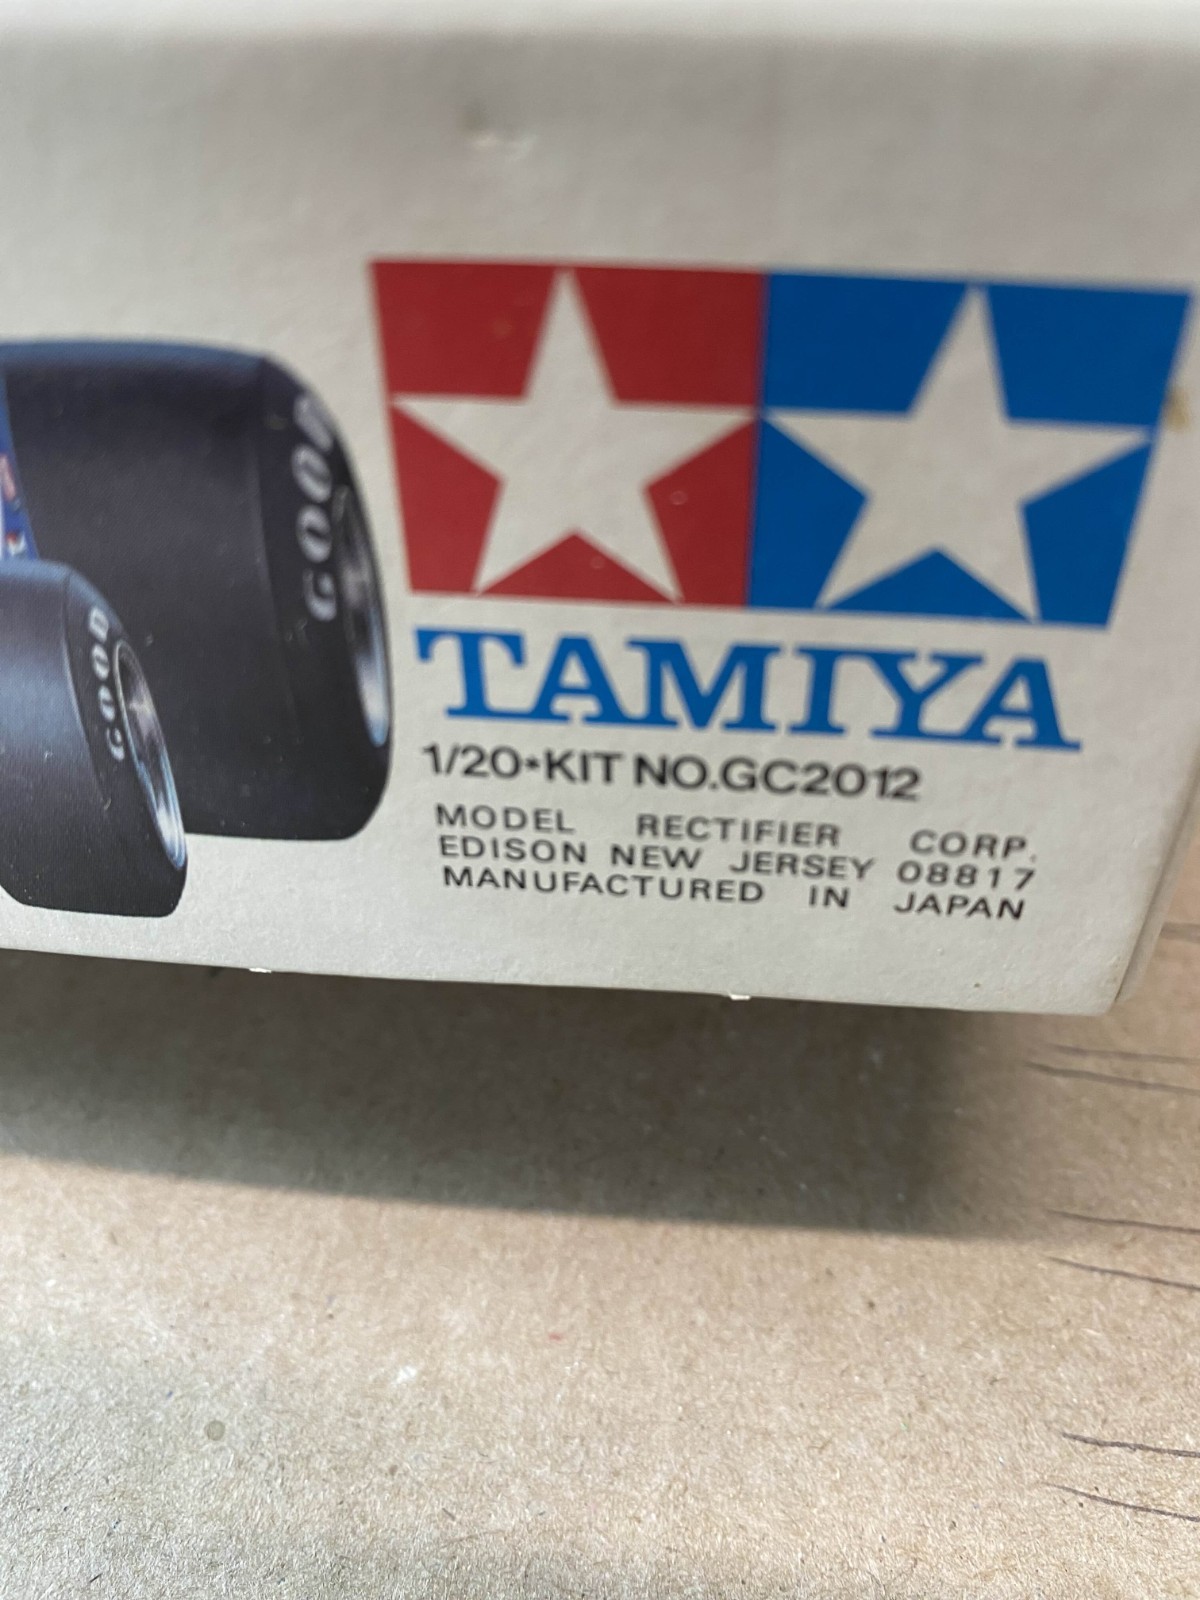 GOOD
GOOD
TAMIYA
1/20•KIT NO.GC2012
MODEL RECTIFIER CORP.
EDISON NEW JERSEY 08817
MANUFACTURED IN JAPAN